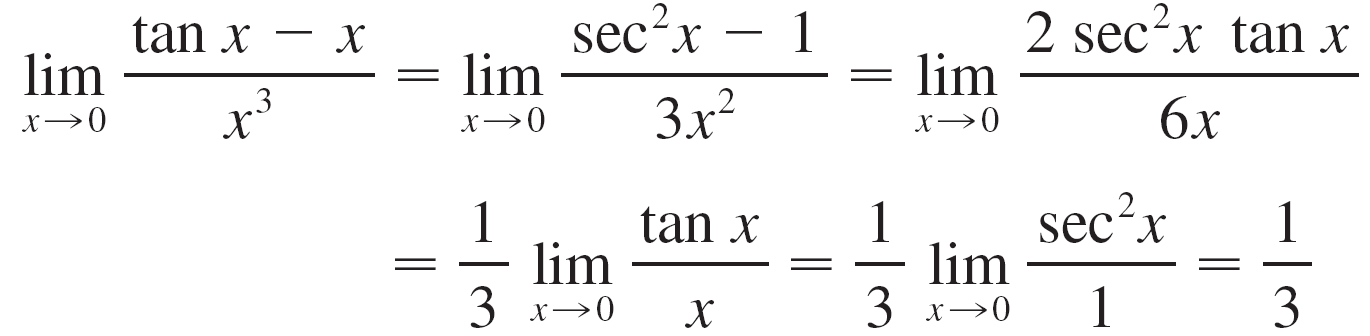 lim_{x→0} (tan x − x)/x³ = lim_{x→0} (sec²x − 1)/3x² = lim_{x→0} (2 sec²x tan x)/6x
= 1/3 lim_{x→0} (tan x)/x = 1/3 lim_{x→0} (sec²x)/1 = 1/3